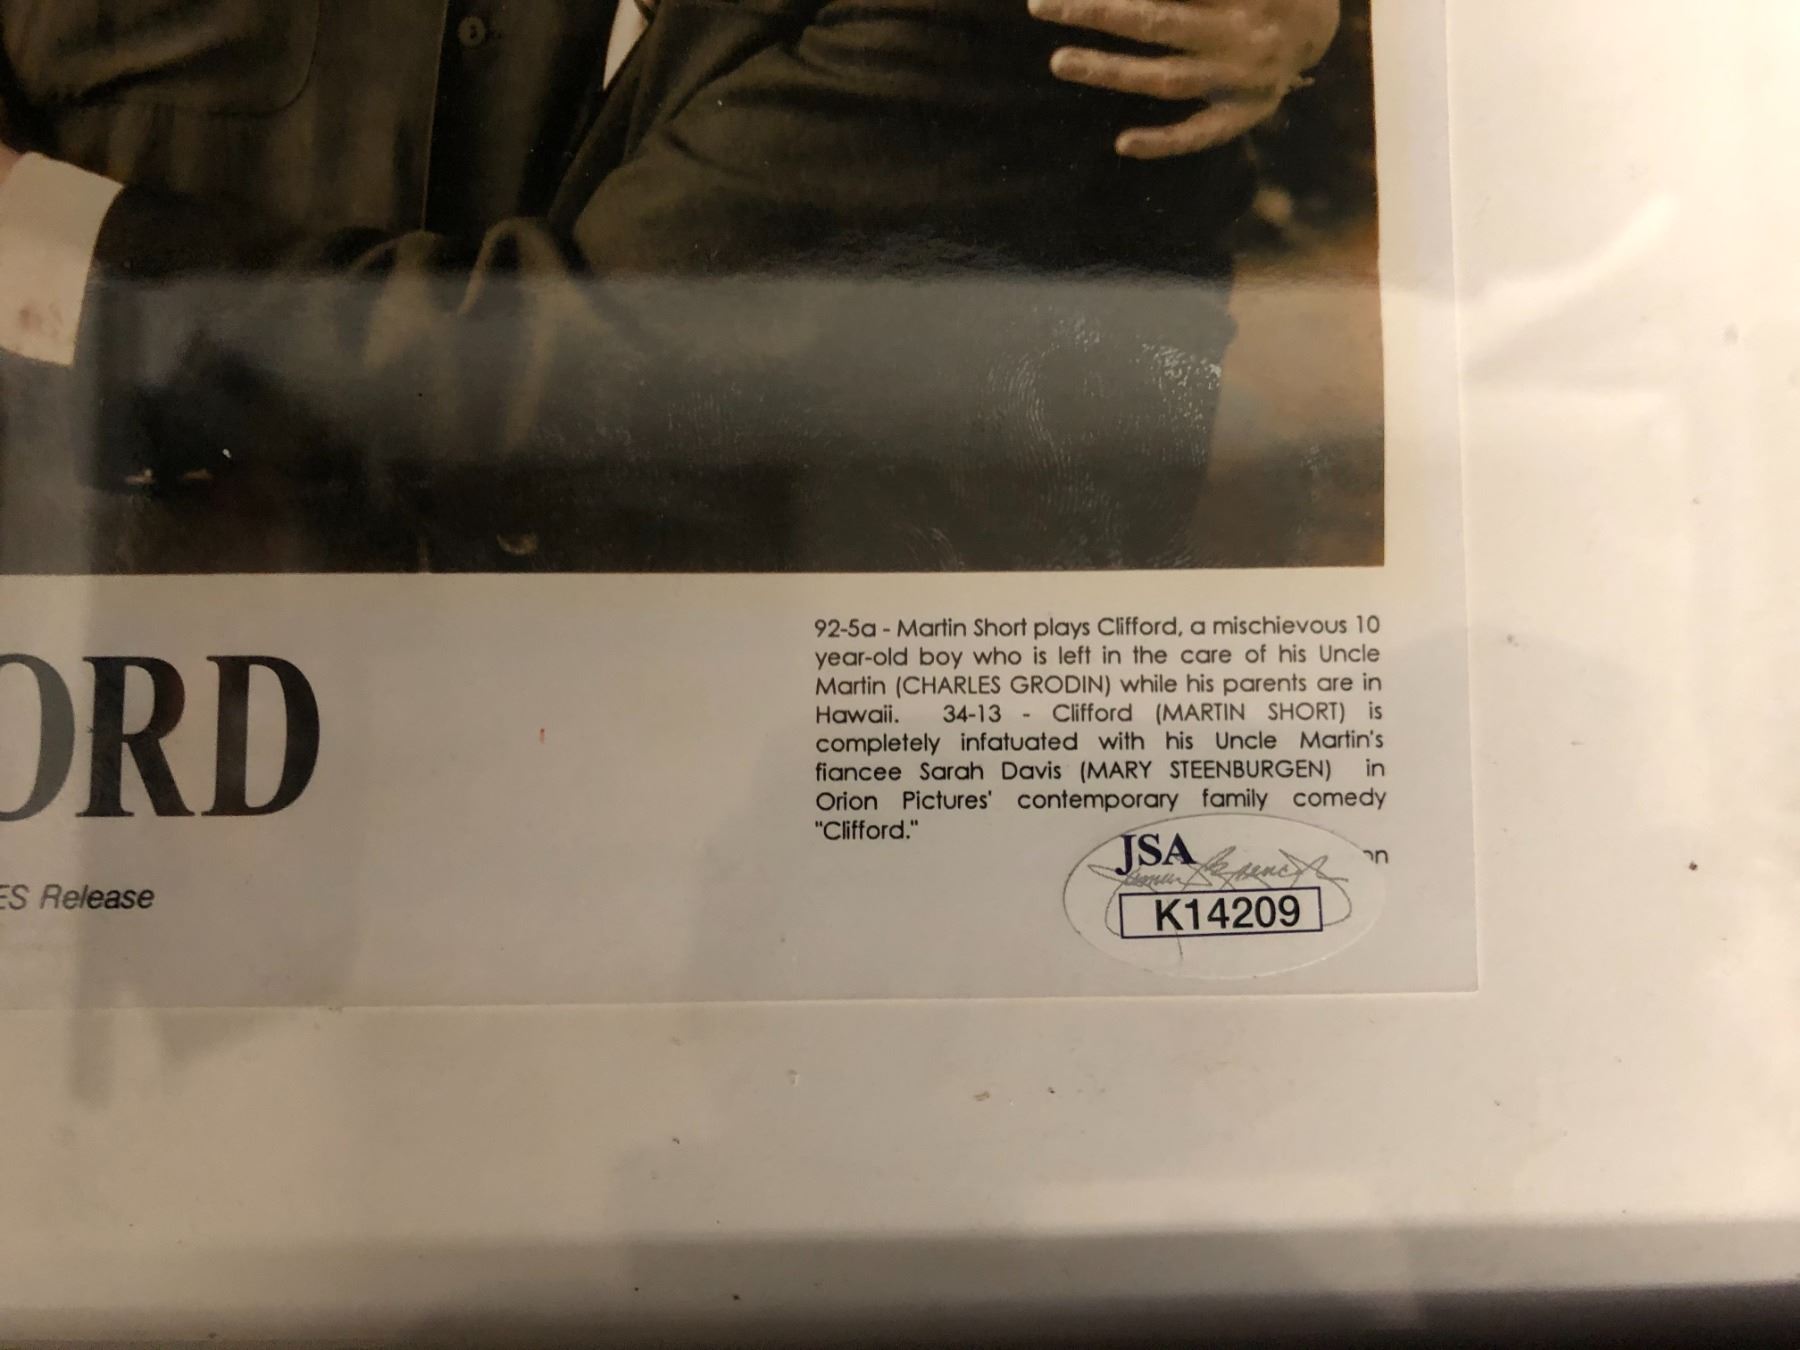 92-5a - Martin Short plays Clifford, a mischievous 10
year-old boy who is left in the care of his Uncle
Martin (CHARLES GRODIN) while his parents are in
Hawaii. 34-13 - Clifford (MARTIN SHORT) is
completely infatuated with his Uncle Martin's
fiancee Sarah Davis (MARY STEENBURGEN) in
Orion Pictures' contemporary family comedy
"Clifford."
on
ORD
ES Release
JSA
K14209